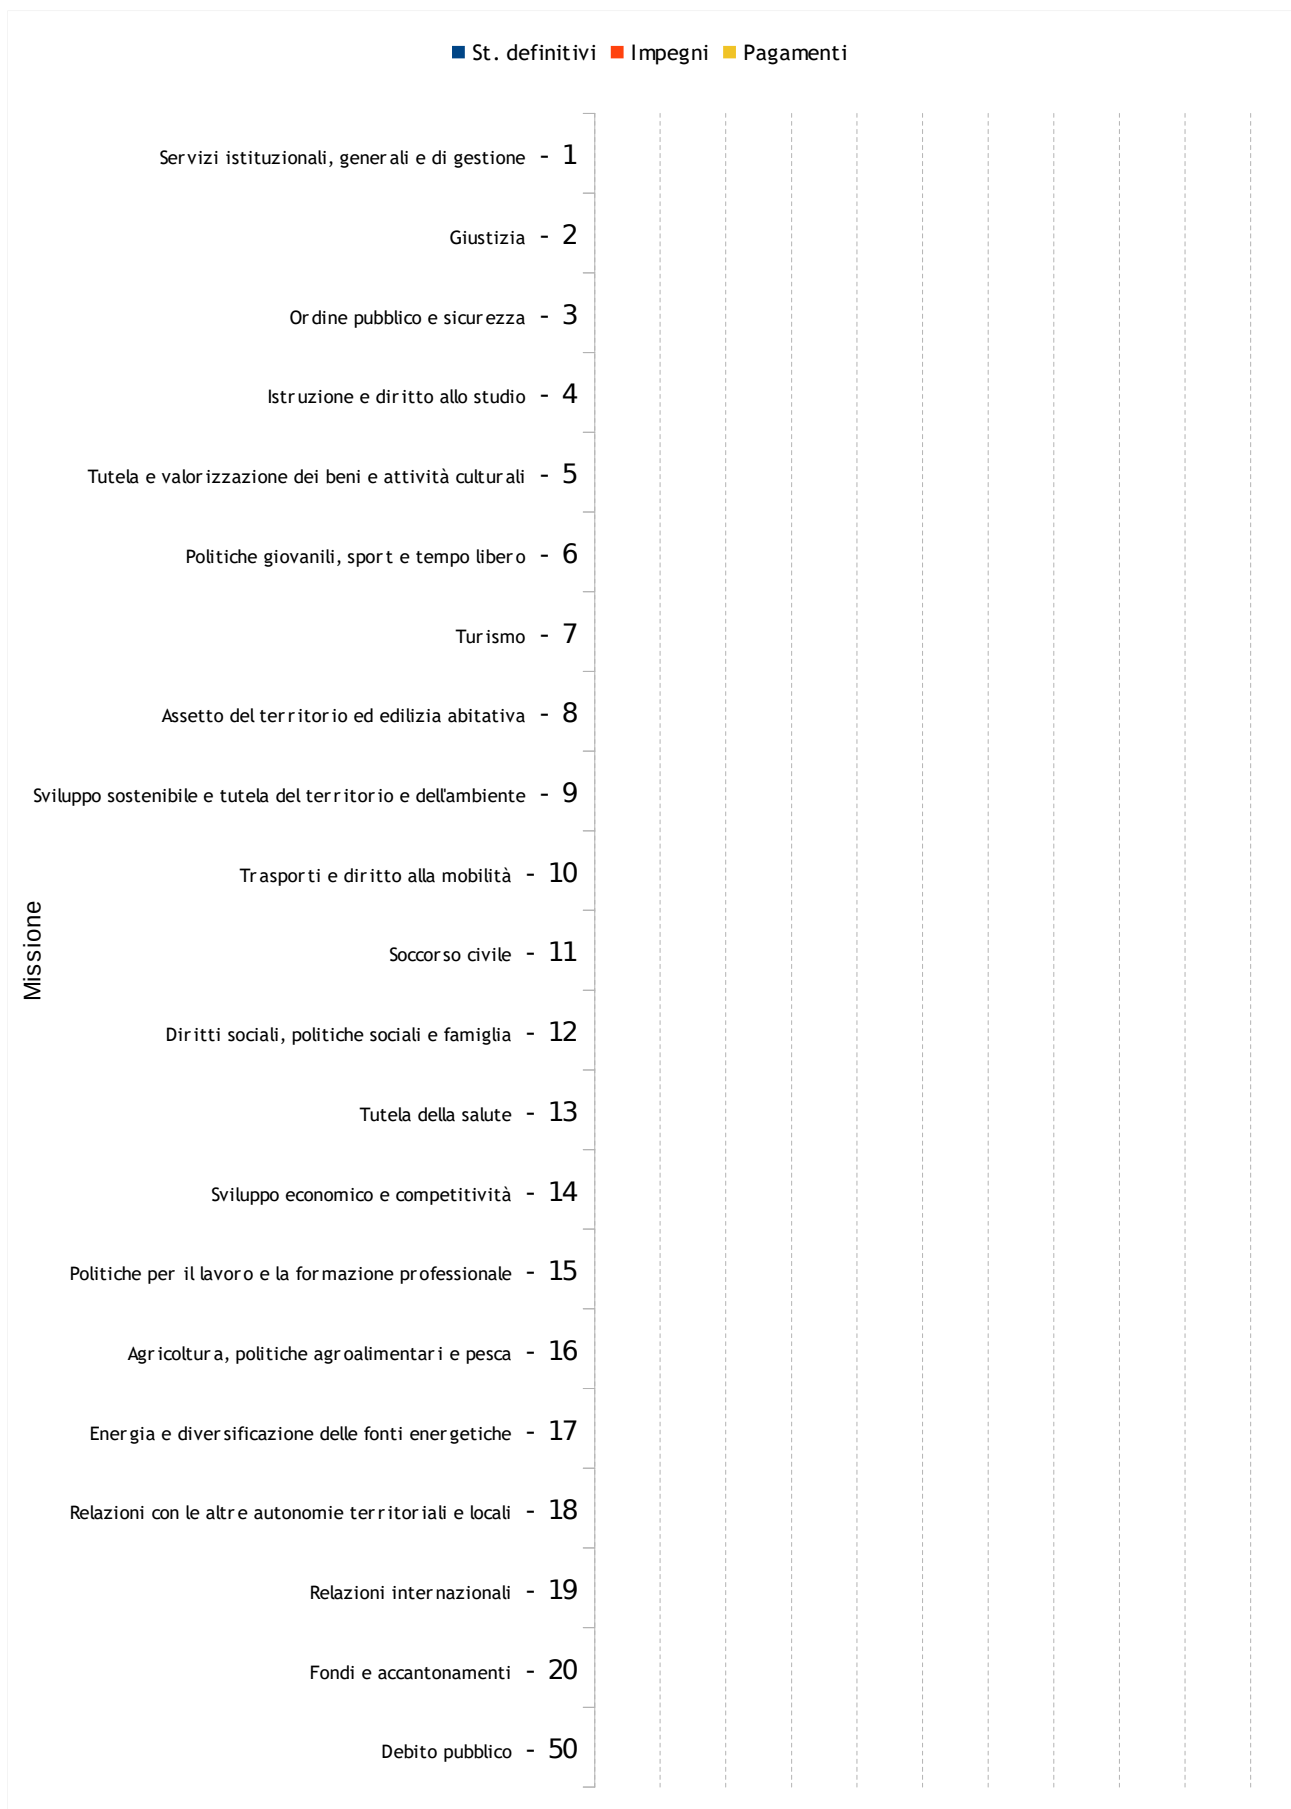 St. definitivi Impegni Pagamenti
Servizi istituzionali, generali e di gestione - 1
Giustizia - 2
Ordine pubblico e sicurezza - 3
Istruzione e diritto allo studio - 4
Tutela e valorizzazione dei beni e attività culturali - 5
Politiche giovanili, sport e tempo libero - 6
Turismo - 7
Assetto del territorio ed edilizia abitativa - 8
Sviluppo sostenibile e tutela del territorio e dell'ambiente - 9
Trasporti e diritto alla mobilità - 10
Missione
Soccorso civile - 11
Diritti sociali, politiche sociali e famiglia - 12
Tutela della salute - 13
Sviluppo economico e competitività - 14
Politiche per il lavoro e la formazione professionale - 15
Agricoltura, politiche agroalimentari e pesca - 16
Energia e diversificazione delle fonti energetiche - 17
Relazioni con le altre autonomie territoriali e locali - 18
Relazioni internazionali - 19
Fondi e accantonamenti - 20
Debito pubblico - 50